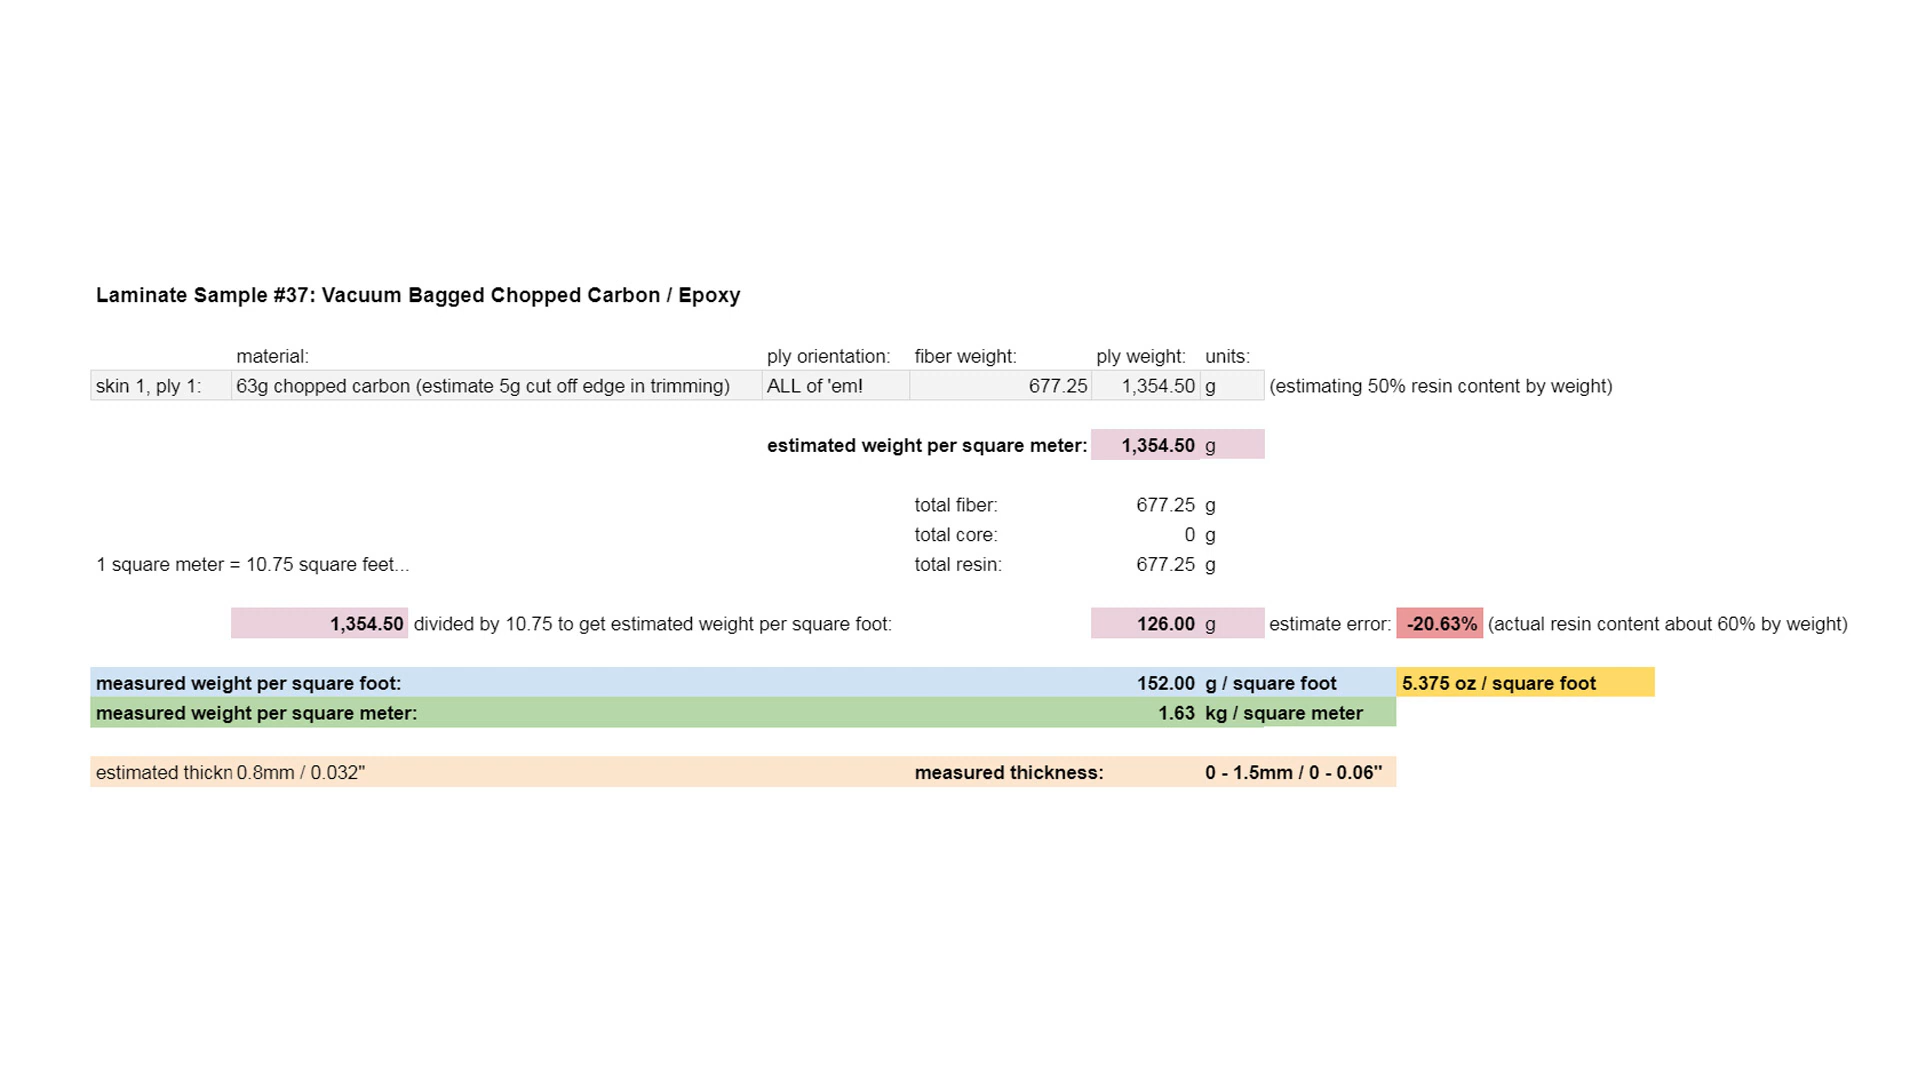 Laminate Sample #37: Vacuum Bagged Chopped Carbon / Epoxy
material: ply orientation: fiber weight: ply weight: units:
skin 1, ply 1: 63g chopped carbon (estimate 5g cut off edge in trimming) ALL of 'em! 677.25 1,354.50 g (estimating 50% resin content by weight)
estimated weight per square meter: 1,354.50 g
total fiber: 677.25 g
total core: 0 g
1 square meter = 10.75 square feet... total resin: 677.25 g
1,354.50 divided by 10.75 to get estimated weight per square foot: 126.00 g estimate error: -20.63% (actual resin content about 60% by weight)
measured weight per square foot: 152.00 g / square foot 5.375 oz / square foot
measured weight per square meter: 1.63 kg / square meter
estimated thickn 0.8mm / 0.032" measured thickness: 0 - 1.5mm / 0 - 0.06"